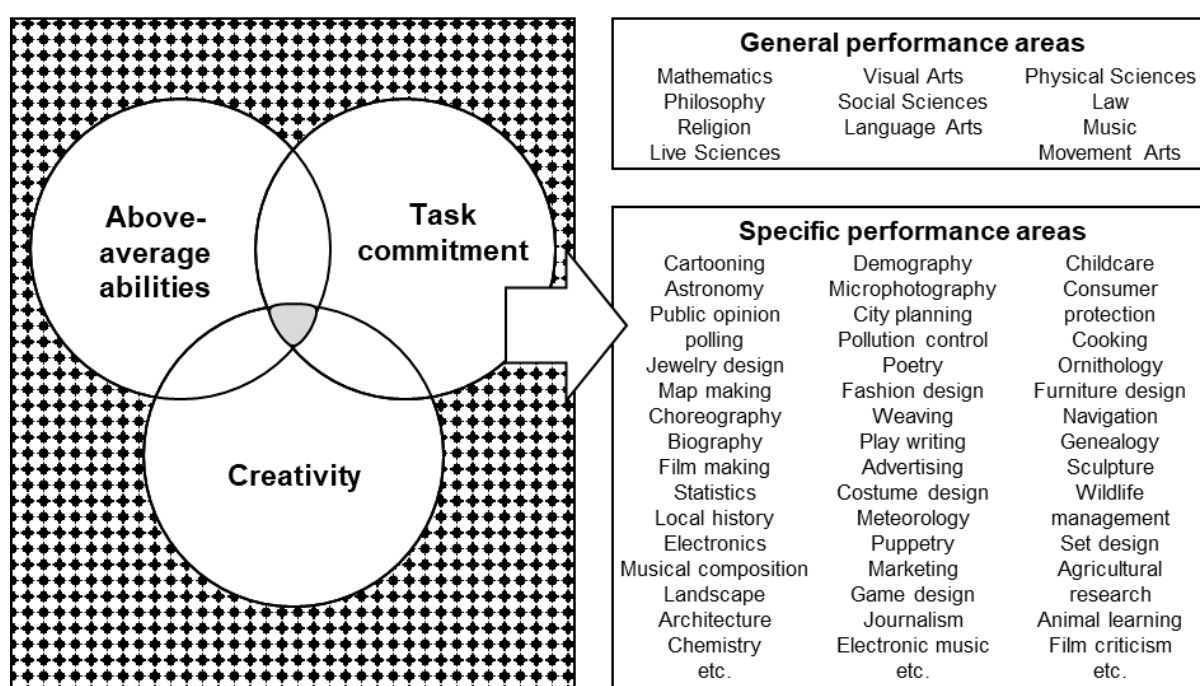 Above-
average
abilities
Task
commitment
Creativity
General performance areas
Mathematics
Philosophy
Religion
Live Sciences
Visual Arts
Social Sciences
Language Arts
Physical Sciences
Law
Music
Movement Arts
Specific performance areas
Cartooning
Astronomy
Public opinion
polling
Jewelry design
Map making
Choreography
Biography
Film making
Statistics
Local history
Electronics
Musical composition
Landscape
Architecture
Chemistry
etc.
Demography
Microphotography
City planning
Pollution control
Poetry
Fashion design
Weaving
Play writing
Advertising
Costume design
Meteorology
Puppetry
Marketing
Game design
Journalism
Electronic music
etc.
Childcare
Consumer
protection
Cooking
Ornithology
Furniture design
Navigation
Genealogy
Sculpture
Wildlife
management
Set design
Agricultural
research
Animal learning
Film criticism
etc.